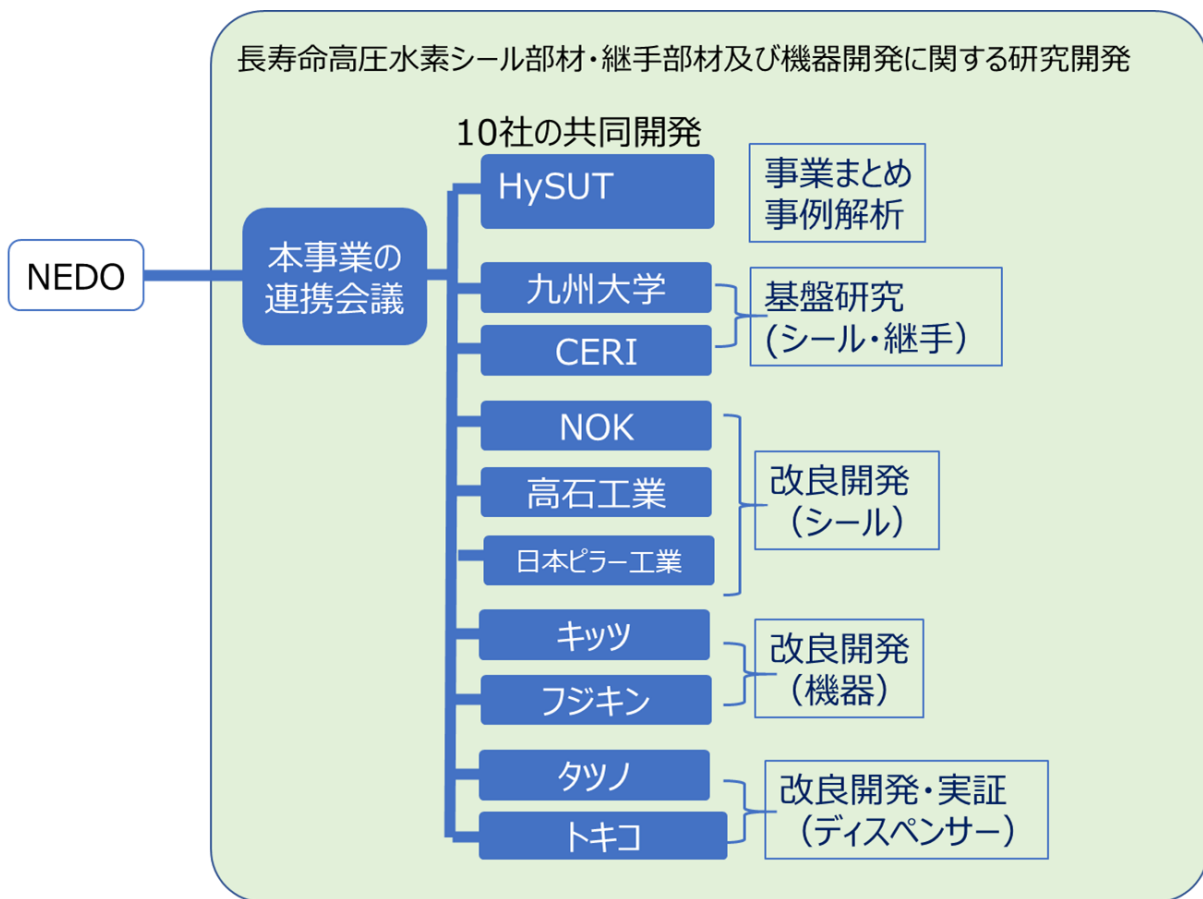 長寿命高圧水素シール部材・継手部材及び機器開発に関する研究開発
10社の共同開発
NEDO
本事業の
連携会議
HySUT
事業まとめ
事例解析
九州大学
CERI
基盤研究
(シール・継手）
NOK
高石工業
日本ピラー工業
改良開発
（シール）
キッツ
フジキン
改良開発
（機器）
タツノ
トキコ
改良開発・実証
（ディスペンサー）